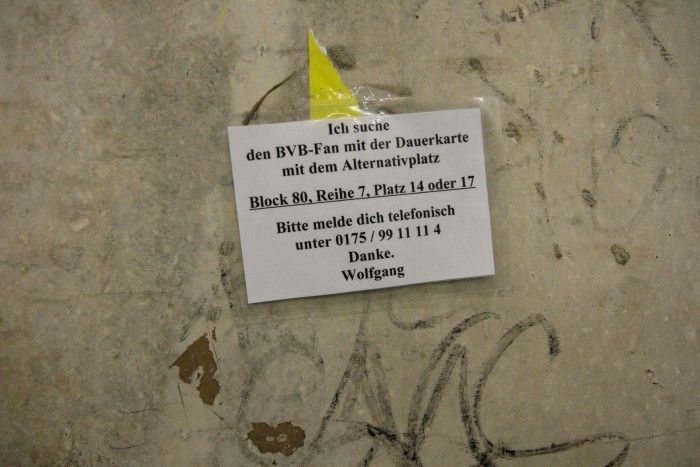 Ich suche
den BVB-Fan mit der Dauerkarte
mit dem Alternativplatz
Block 80, Reihe 7, Platz 14 oder 17
Bitte melde dich telefonisch
unter 0175 / 99 11 11 4
Danke.
Wolfgang